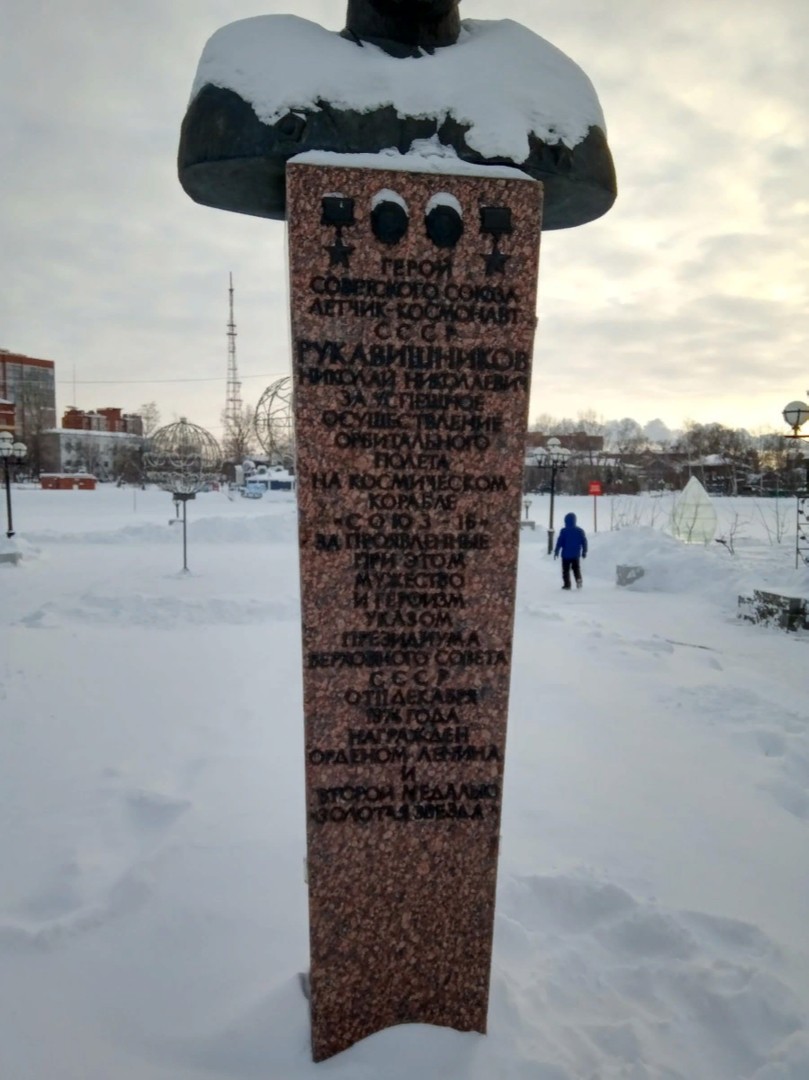 ГЕРОЙ
СОВЕТСКОГО СОЮЗА
ЛЕТЧИК-КОСМОНАВТ
СССР
РУКАВИШНИКОВ
НИКОЛАЙ НИКОЛАЕВИЧ
ЗА УСПЕШНОЕ
ОСУЩЕСТВЛЕНИЕ
ОРБИТАЛЬНОГО
ПОЛЕТА
НА КОСМИЧЕСКОМ
КОРАБЛЕ
"СОЮЗ-16"
ЗА ПРОЯВЛЕННЫЕ
ПРИ ЭТОМ
МУЖЕСТВО
И ГЕРОИЗМ
УКАЗОМ
ПРЕЗИДИУМА
ВЕРХОВНОГО СОВЕТА
СССР
ОТ 11 ДЕКАБРЯ
1974 ГОДА
НАГРАЖДЕН
ОРДЕНОМ ЛЕНИНА
И
ВТОРОЙ МЕДАЛЬЮ
"ЗОЛОТАЯ ЗВЕЗДА"